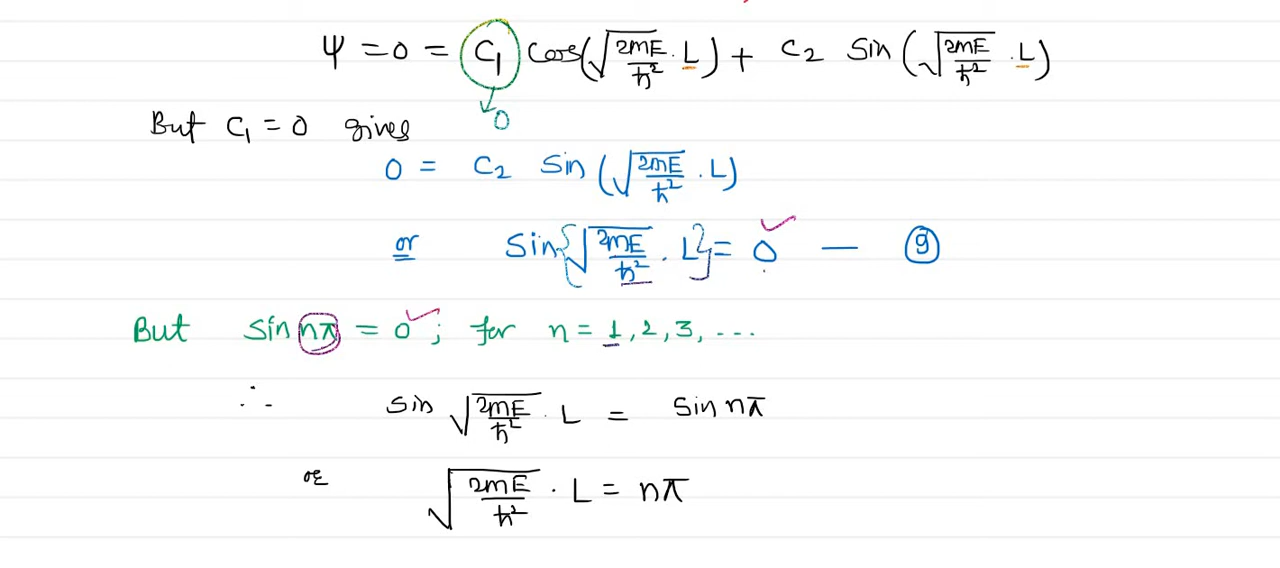 Ψ = 0 = C₁ Cos(√(2mE/ħ²) · L) + C₂ Sin (√(2mE/ħ²) · L)
0
But C₁ = 0 gives
0 = C₂ Sin (√(2mE/ħ²) · L)
or Sin{√(2mE/ħ²) · L} = 0 — ⑨
But Sin nπ = 0 ; for n = 1, 2, 3, ...
∴ Sin √(2mE/ħ²) · L = Sin nπ
or √(2mE/ħ²) · L = nπ